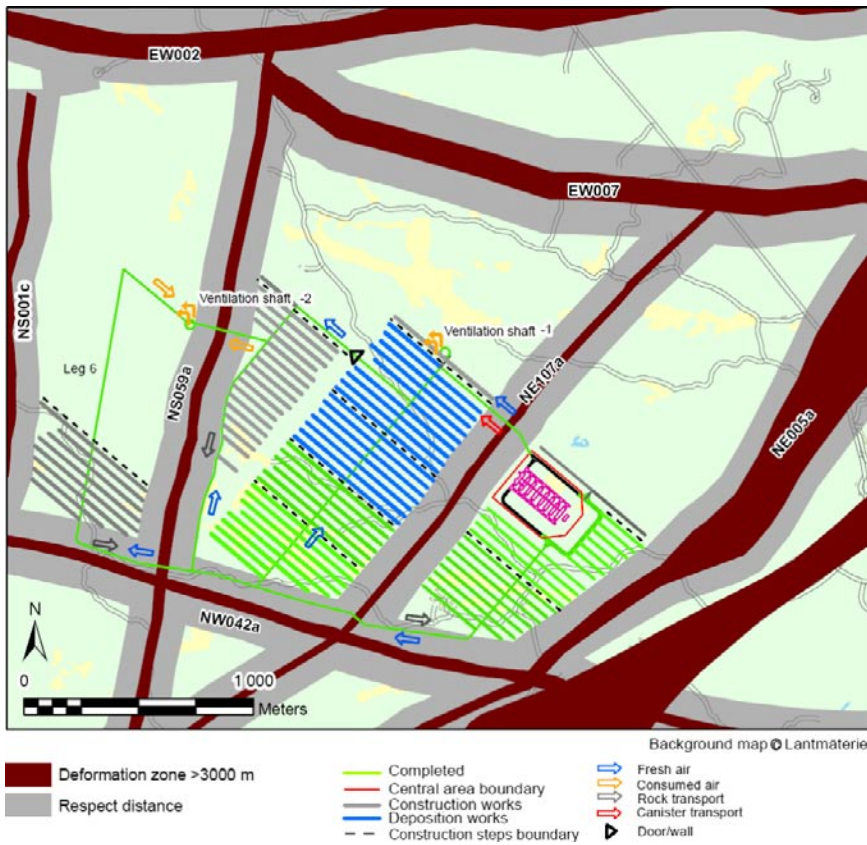 EW002
EW007
NS001c
Ventilation shaft -2
Ventilation shaft -1
Leg 6
NS059a
NE107a
NE005a
NW042a
N
0 1 000
Meters
Background map © Lantmäterie
Deformation zone >3000 m
Respect distance
Completed
Central area boundary
Construction works
Deposition works
Construction steps boundary
Fresh air
Consumed air
Rock transport
Canister transport
Door/wall